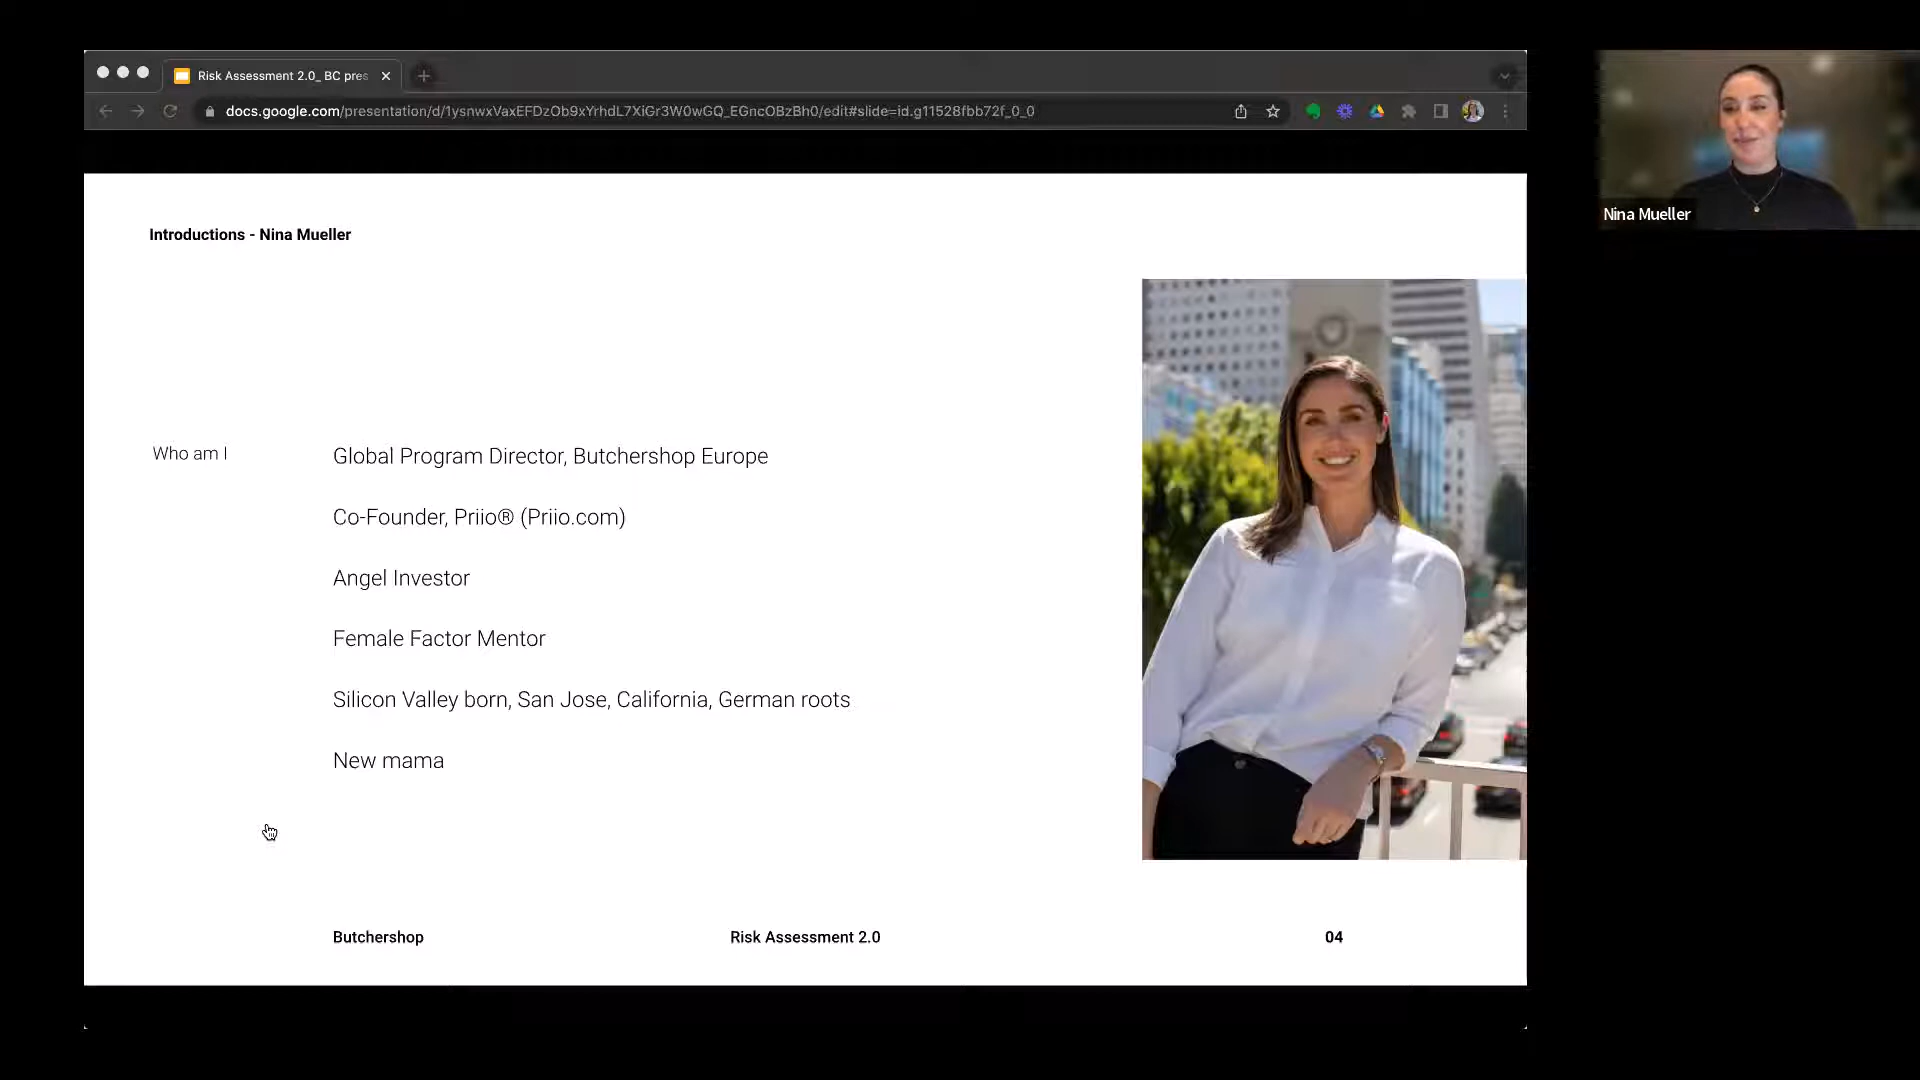 Risk Assessment 2.0_ BC pres
docs.google.com/presentation/d/1ysnwxVaxEFDzOb9xYrhdL7XiGr3W0wGQ_EGncOBzBh0/edit#slide=id.g11528fbb72f_0_0
Nina Mueller
Introductions - Nina Mueller
Who am I
Global Program Director, Butchershop Europe
Co-Founder, Priio® (Priio.com)
Angel Investor
Female Factor Mentor
Silicon Valley born, San Jose, California, German roots
New mama
Butchershop
Risk Assessment 2.0
04